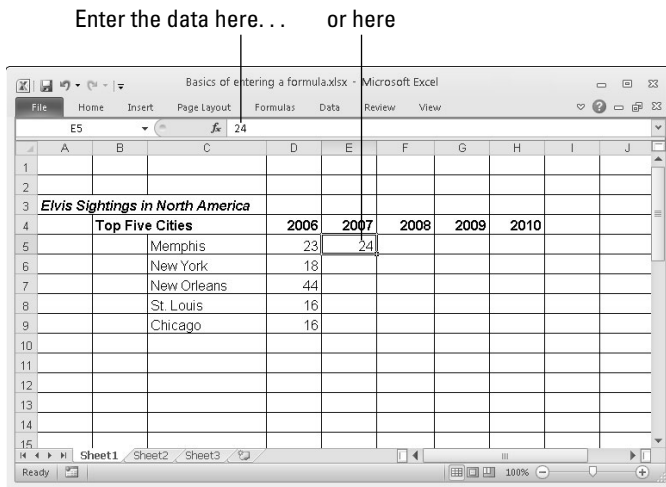 Enter the data here. . . or here
Basics of entering a formula.xlsx - Microsoft Excel
File Home Insert Page Layout Formulas Data Review View
E5 fx 24
A B C D E F G H I J
1
2
3 Elvis Sightings in North America
4 Top Five Cities 2006 2007 2008 2009 2010
5 Memphis 23 24
6 New York 18
7 New Orleans 44
8 St. Louis 16
9 Chicago 16
10
11
12
13
14
15
Sheet1 Sheet2 Sheet3
Ready 100%